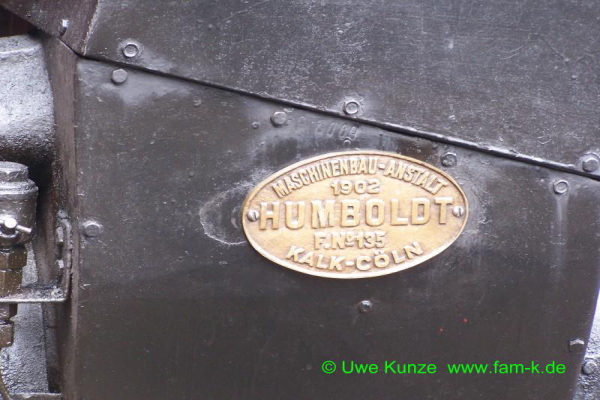 MASCHINENBAU-ANSTALT
1902
HUMBOLDT
F.No 135
KALK-CÖLN
© Uwe Kunze www.fam-k.de